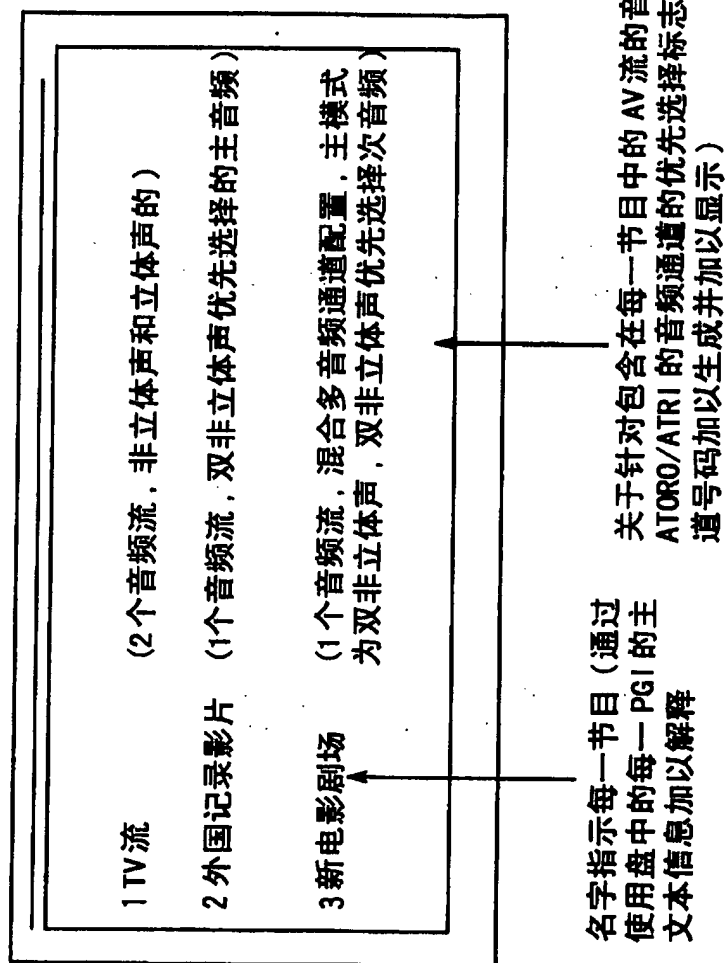 1 TV流 (2个音频流,非立体声和立体声的)
2 外国记录影片 (1个音频流,双非立体声优先选择的主音频)
3 新电影剧场 (1个音频流,混合多音频通道配置,主模式
为双非立体声,双非立体声优先选择次音频)
名字指示每一节目(通过
使用盘中的每一PGI的主
文本信息加以解释
关于针对包含在每一节目中的AV流的音
ATORO/ATRI的音频通道的优先选择标志
道号码加以生成并加以显示)